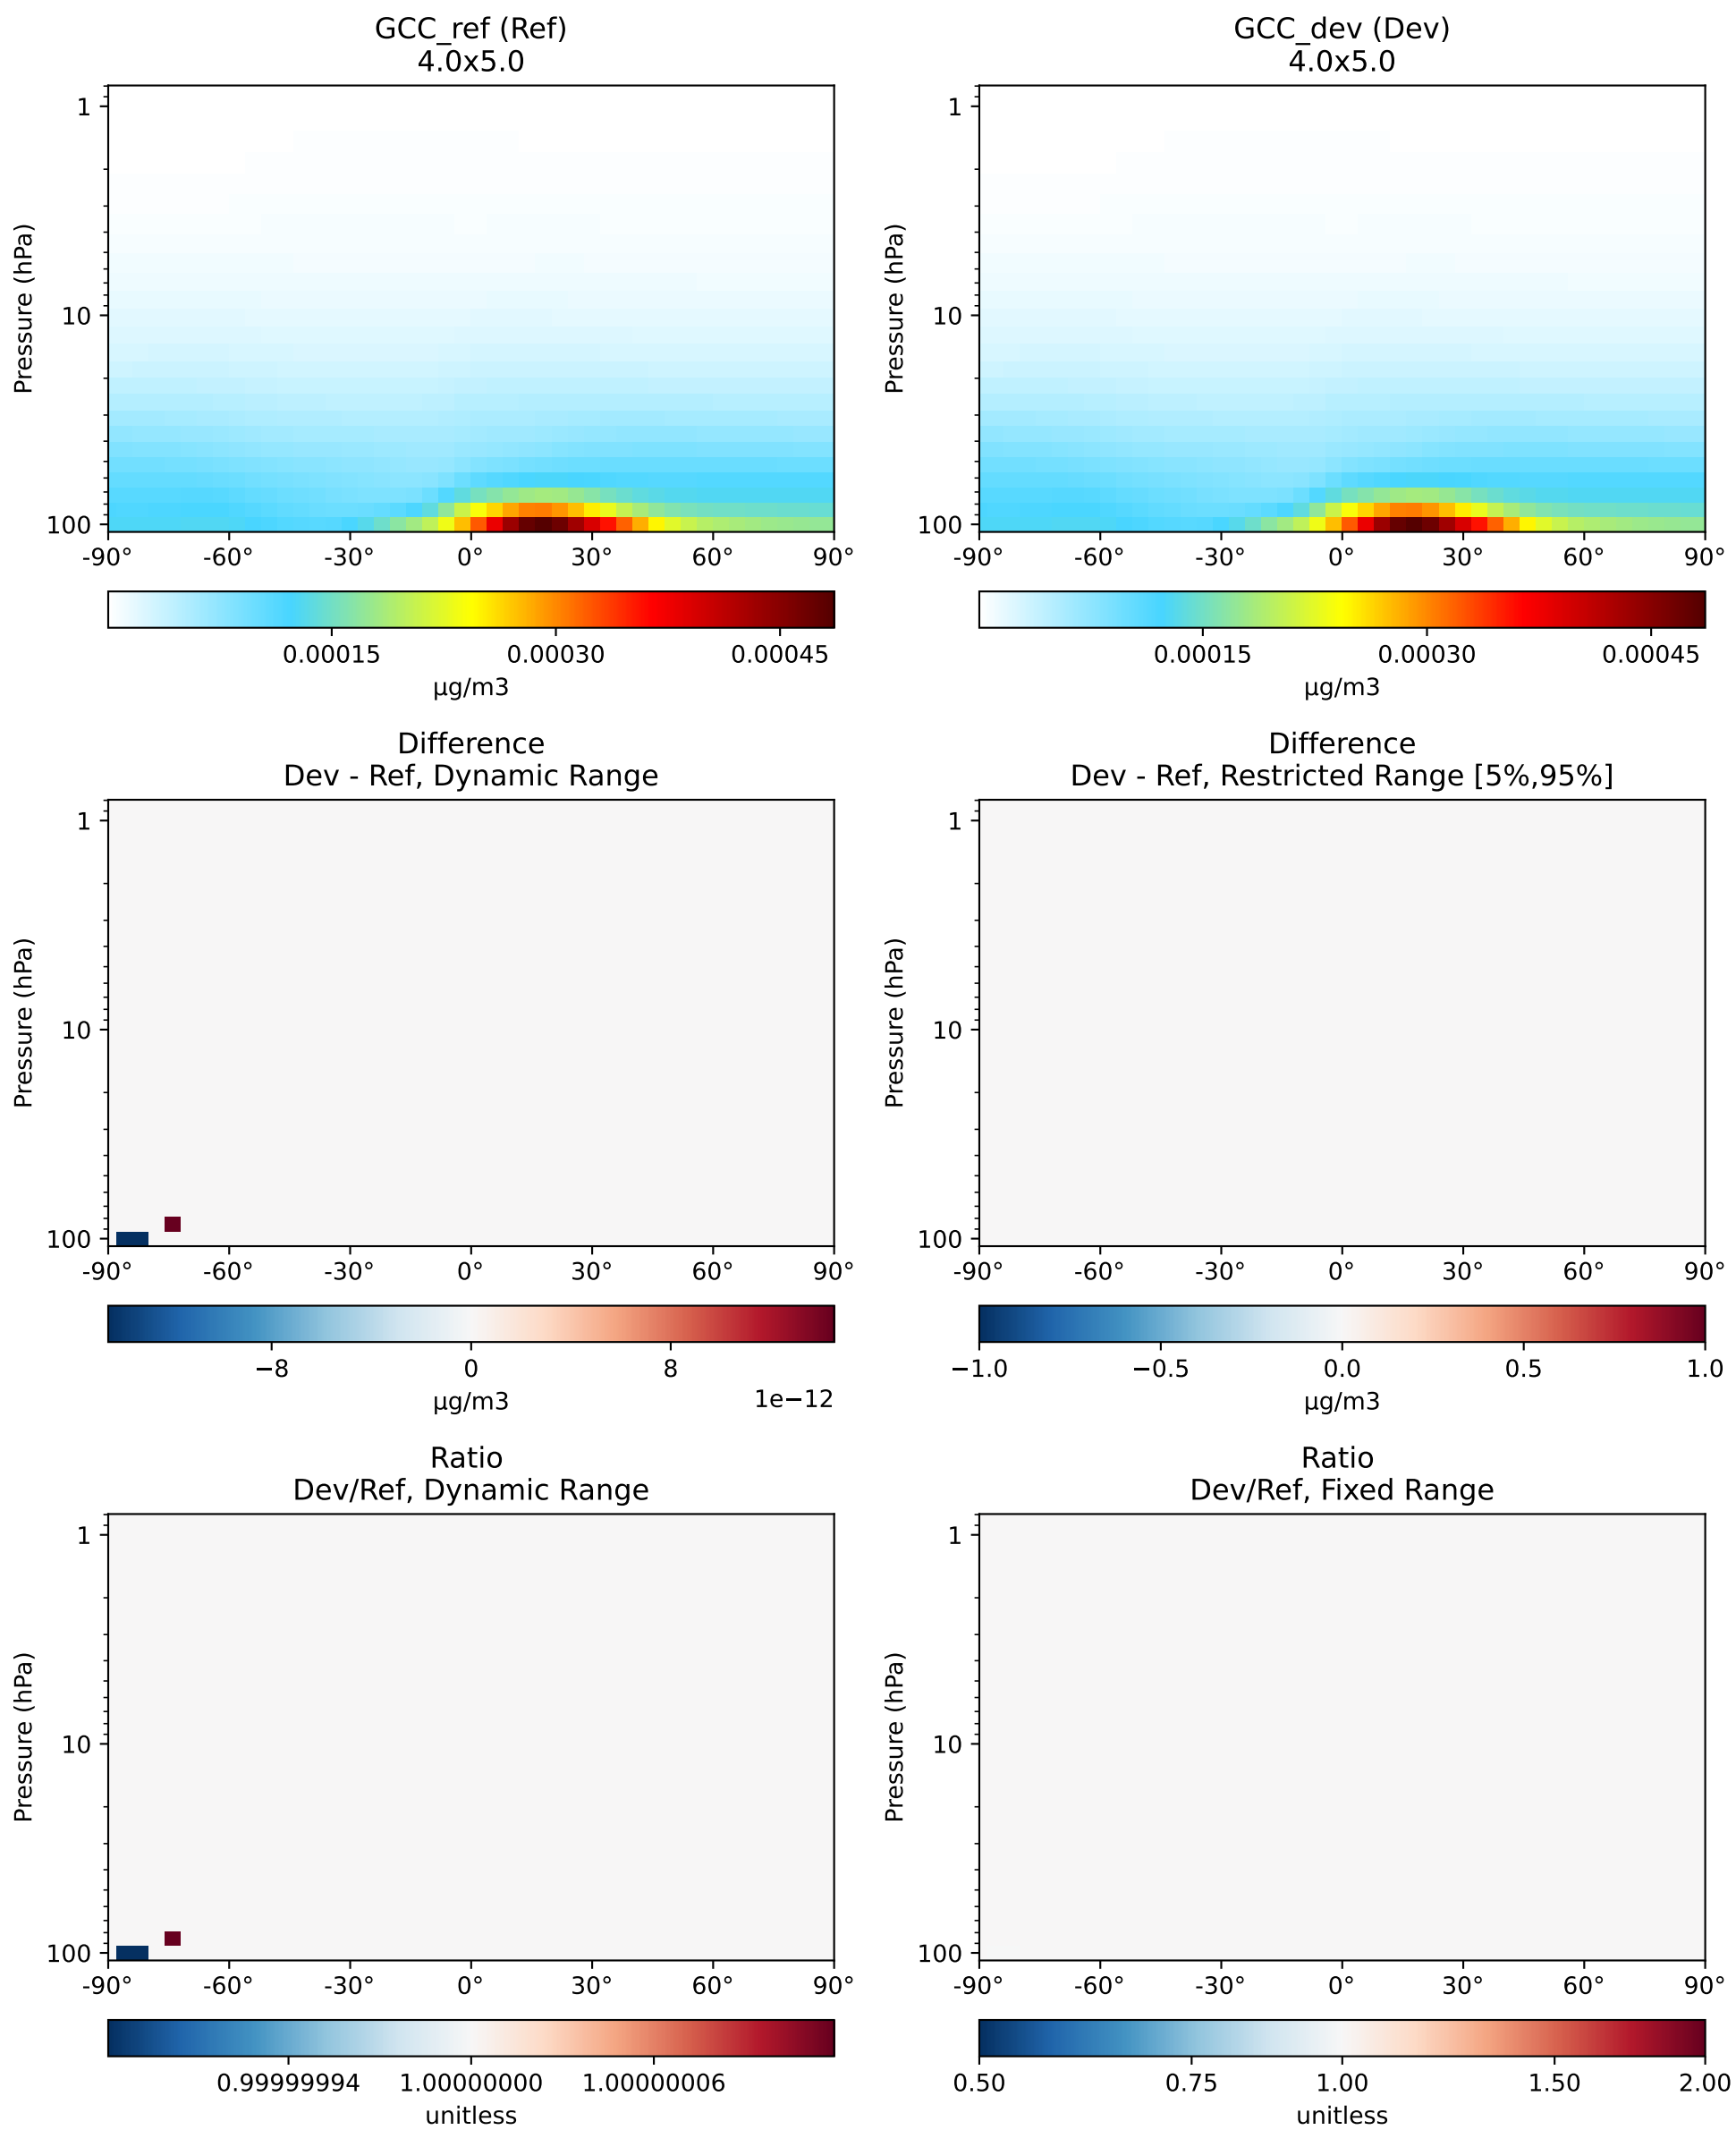 GCC_ref (Ref)
4.0x5.0
Pressure (hPa)
1
10
100
-90° -60° -30° 0° 30° 60° 90°
0.00015 0.00030 0.00045
µg/m3
GCC_dev (Dev)
4.0x5.0
Pressure (hPa)
1
10
100
-90° -60° -30° 0° 30° 60° 90°
0.00015 0.00030 0.00045
µg/m3
Difference
Dev - Ref, Dynamic Range
Pressure (hPa)
1
10
100
-90° -60° -30° 0° 30° 60° 90°
−8 0 8
µg/m3
1e−12
Difference
Dev - Ref, Restricted Range [5%,95%]
Pressure (hPa)
1
10
100
-90° -60° -30° 0° 30° 60° 90°
−1.0 −0.5 0.0 0.5 1.0
µg/m3
Ratio
Dev/Ref, Dynamic Range
Pressure (hPa)
1
10
100
-90° -60° -30° 0° 30° 60° 90°
0.99999994 1.00000000 1.00000006
unitless
Ratio
Dev/Ref, Fixed Range
Pressure (hPa)
1
10
100
-90° -60° -30° 0° 30° 60° 90°
0.50 0.75 1.00 1.50 2.00
unitless